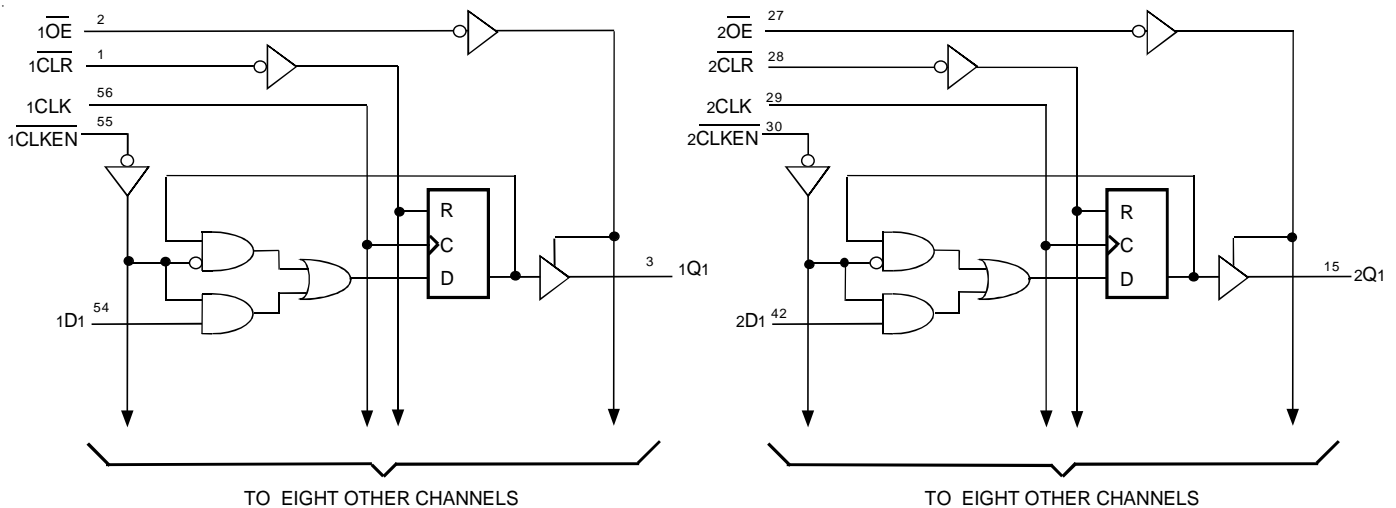 1OE 2
1CLR 1
1CLK 56
1CLKEN 55
R
C
D
1D1 54
3 1Q1
TO EIGHT OTHER CHANNELS
2OE 27
2CLR 28
2CLK 29
2CLKEN 30
R
C
D
2D1 42
15 2Q1
TO EIGHT OTHER CHANNELS